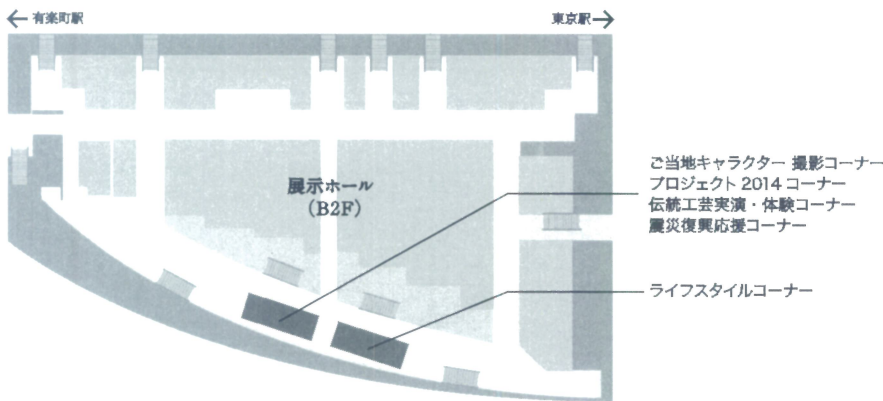 ← 有楽町駅
東京駅 →
展示ホール
(B2F)
ご当地キャラクター 撮影コーナー
プロジェクト 2014 コーナー
伝統工芸実演・体験コーナー
震災復興応援コーナー
ライフスタイルコーナー